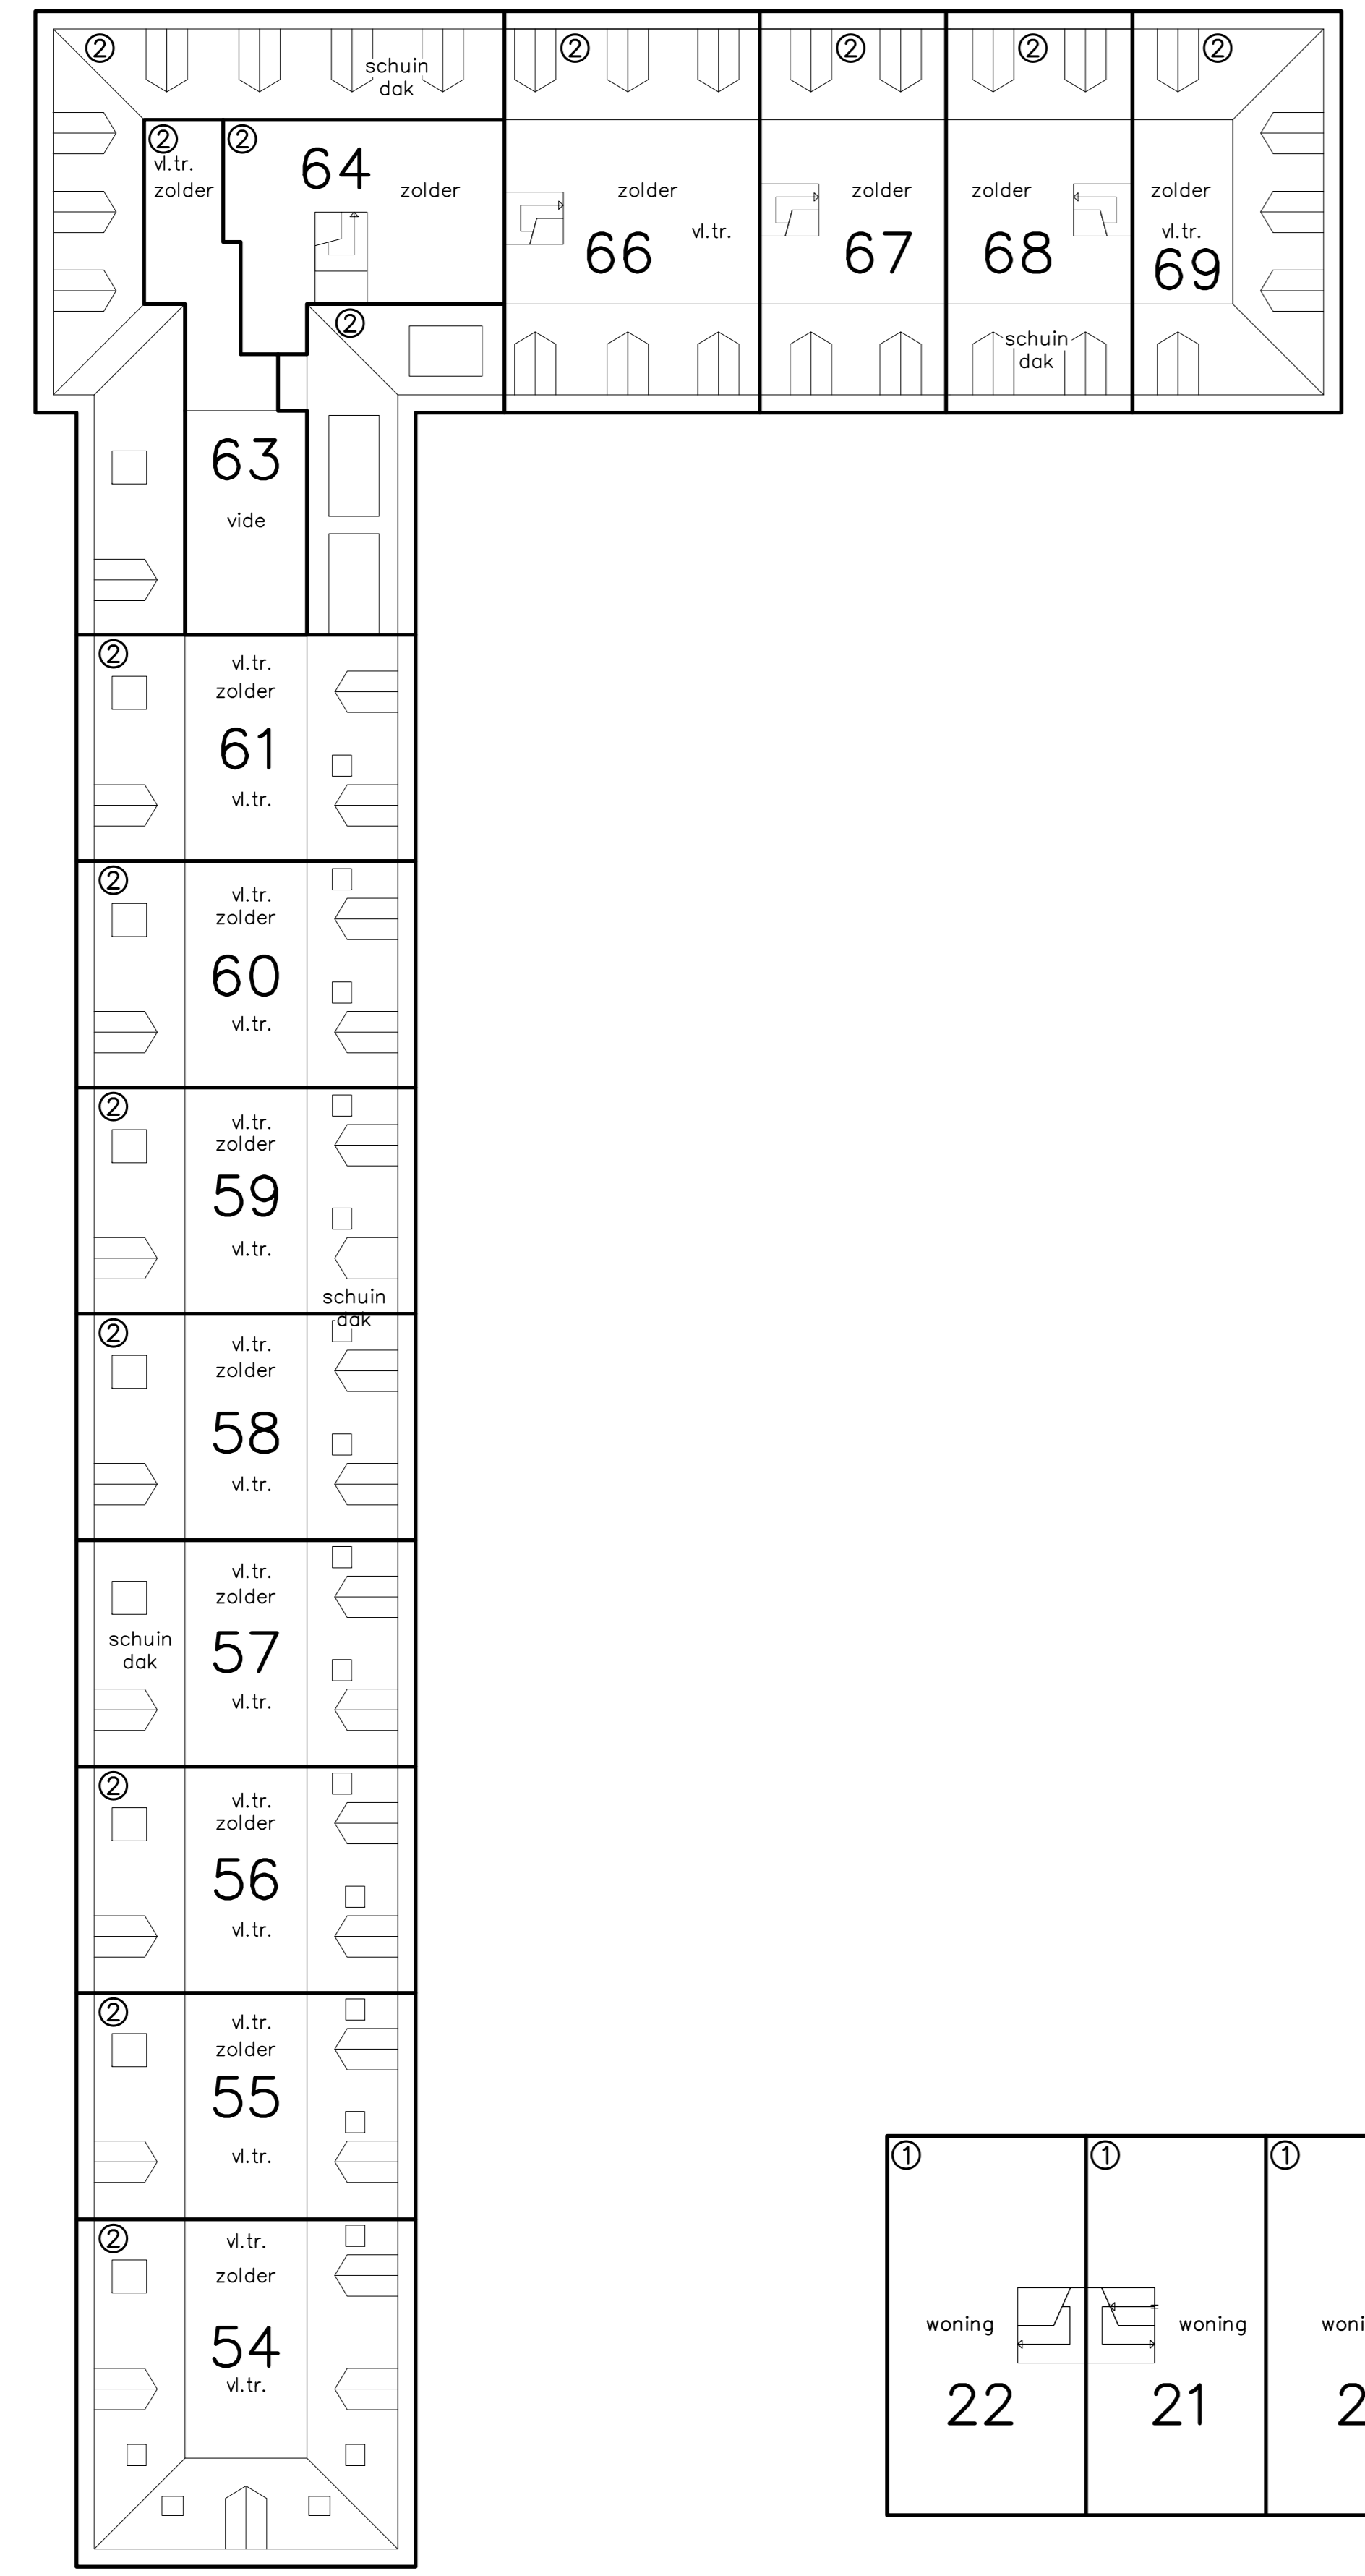 ② ② ② ② ②
schuin
dak
② ②
vl.tr.
zolder
64
zolder
zolder
vl.tr.
66
zolder
67
zolder
68
zolder
vl.tr.
69
②
schuin
dak
63
vide
②
vl.tr.
zolder
61
vl.tr.
②
vl.tr.
zolder
60
vl.tr.
②
vl.tr.
zolder
59
vl.tr.
schuin
dak
②
vl.tr.
zolder
58
vl.tr.
vl.tr.
zolder
schuin
dak
57
vl.tr.
②
vl.tr.
zolder
56
vl.tr.
②
vl.tr.
zolder
55
vl.tr.
②
vl.tr.
zolder
54
vl.tr.
① ① ①
woning
22
woning
21